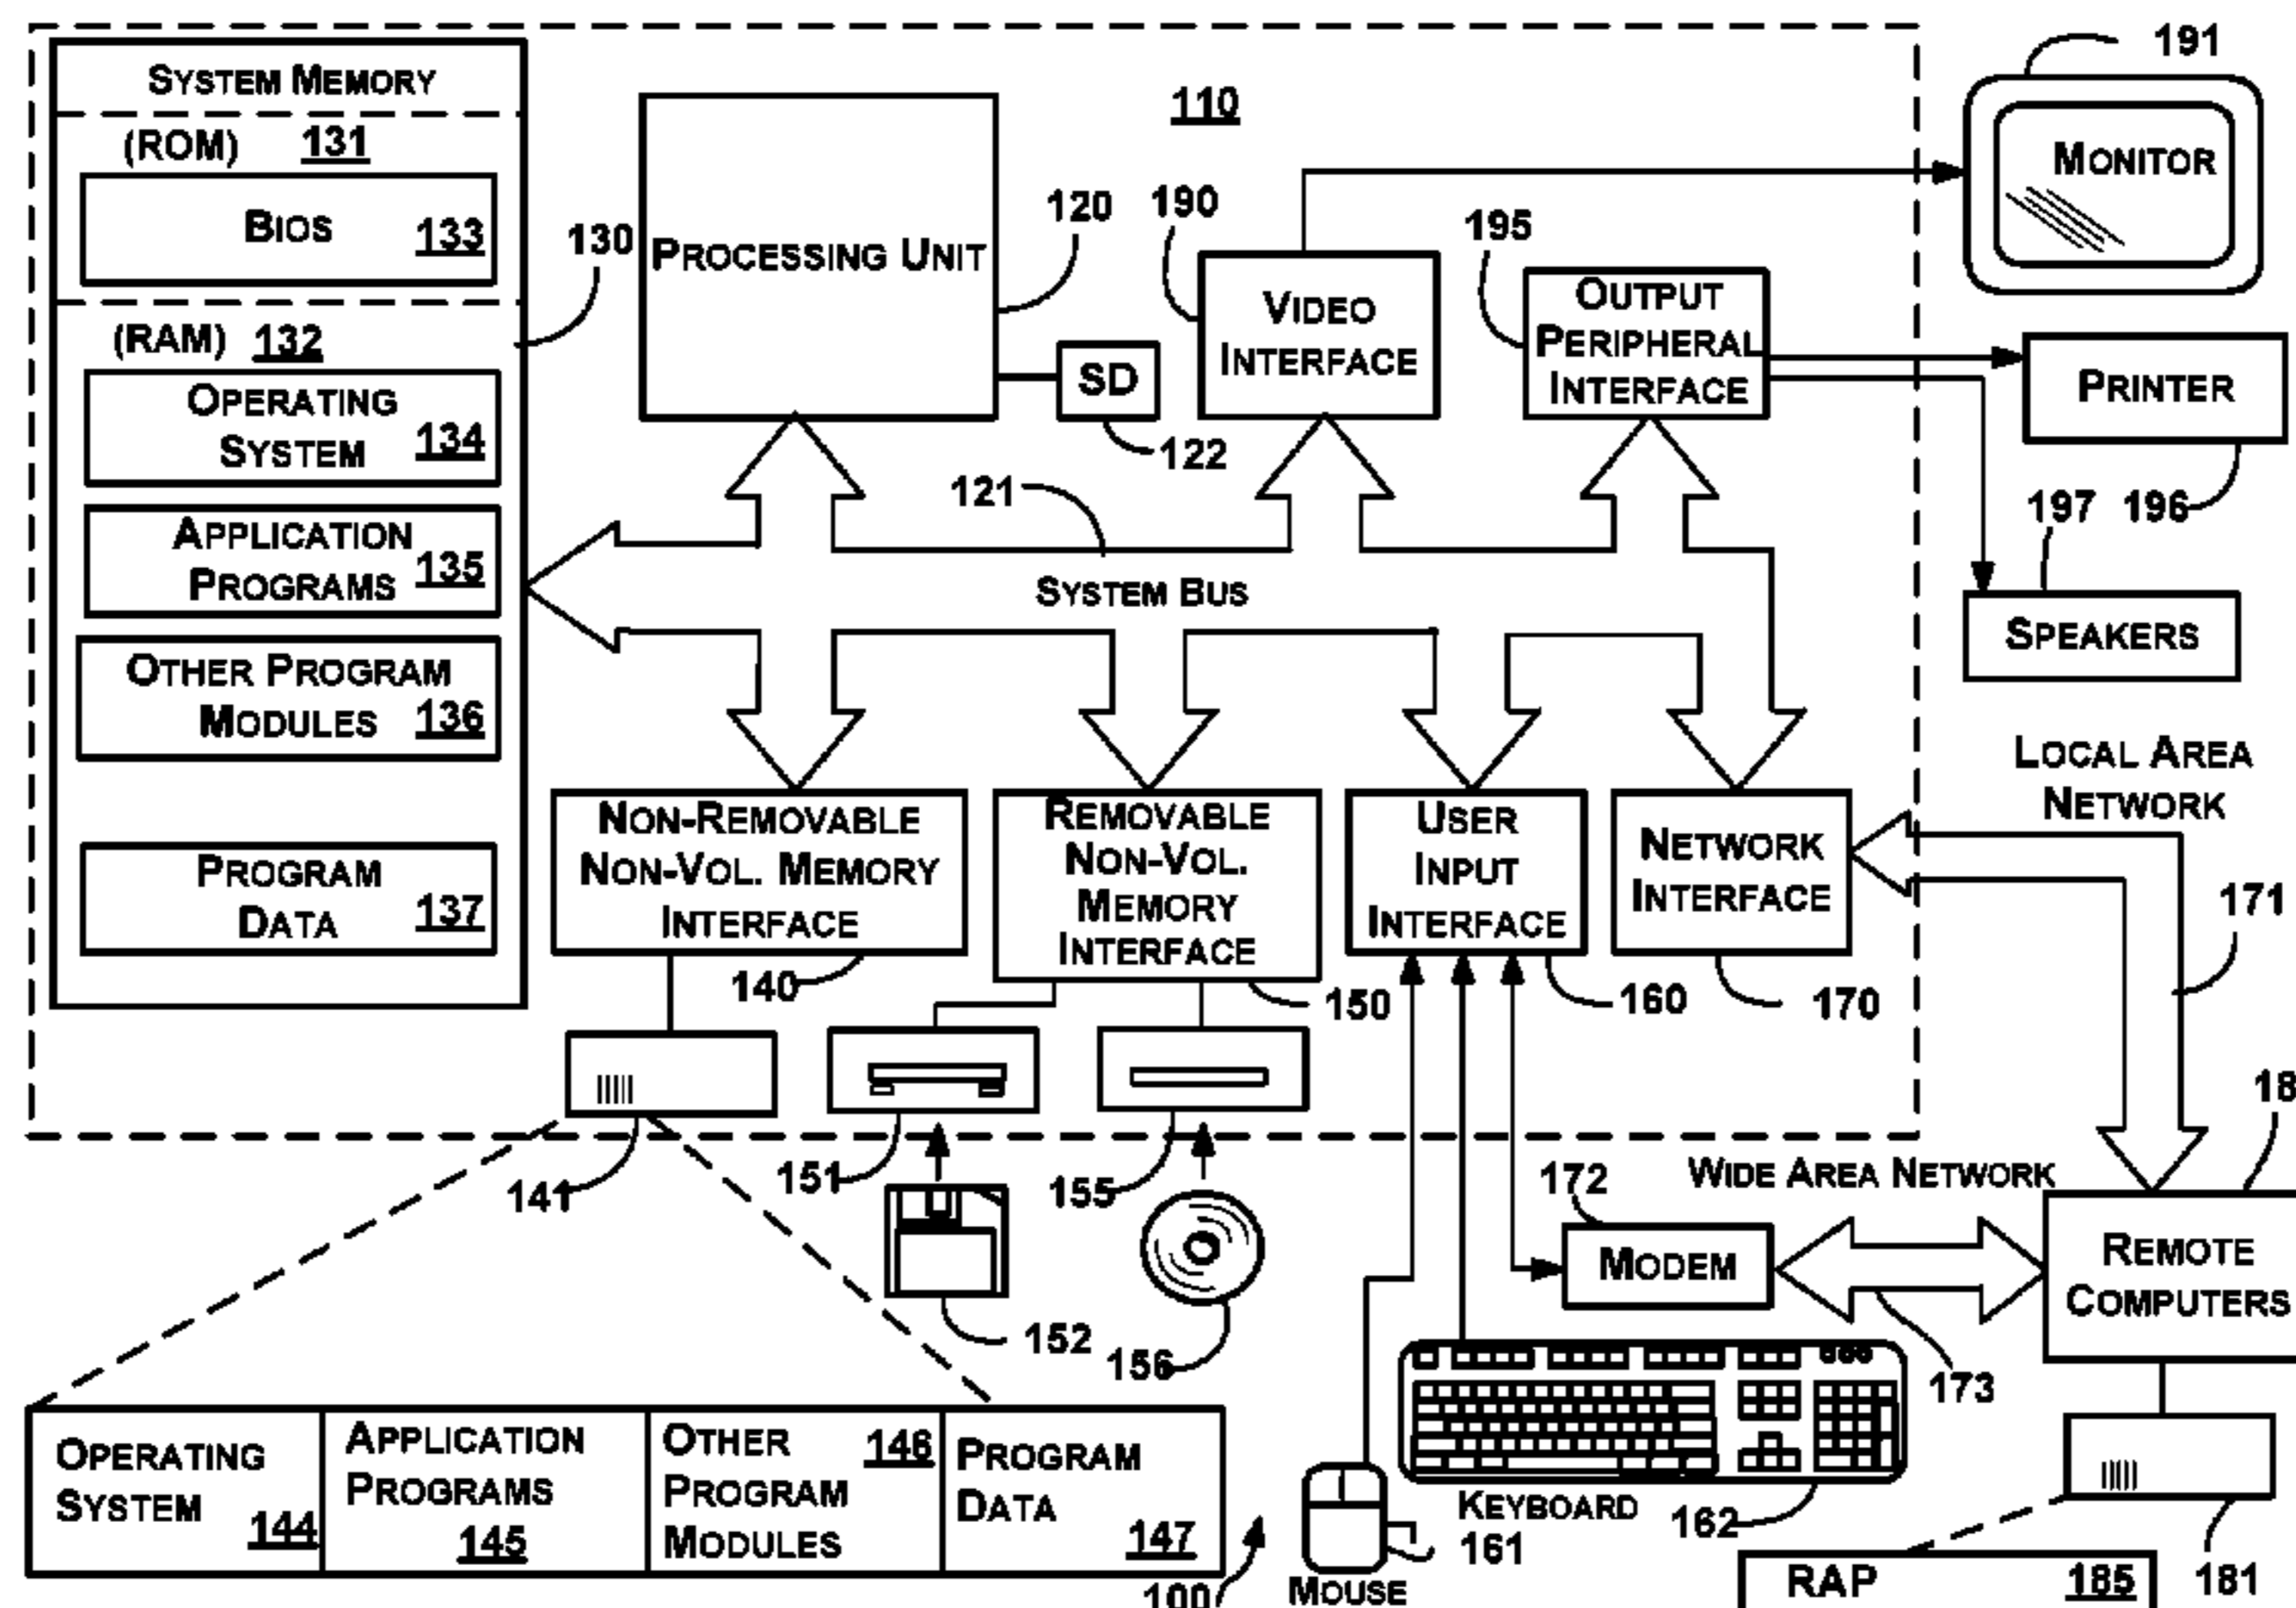 SYSTEM MEMORY
(ROM) 131
BIOS 133
(RAM) 132
OPERATING
SYSTEM 134
APPLICATION
PROGRAMS 135
OTHER PROGRAM
MODULES 136
PROGRAM
DATA 137
130
PROCESSING UNIT
120
SD
122
110
190
VIDEO
INTERFACE
195
OUTPUT
PERIPHERAL
INTERFACE
191
MONITOR
PRINTER
196
197
SPEAKERS
121
SYSTEM BUS
NON-REMOVABLE
NON-VOL. MEMORY
INTERFACE
140
REMOVABLE
NON-VOL.
MEMORY
INTERFACE
150
USER
INPUT
INTERFACE
160
NETWORK
INTERFACE
170
LOCAL AREA
NETWORK
171
141
151
152
155
156
WIDE AREA NETWORK
172
MODEM
173
18
REMOTE
COMPUTERS
OPERATING
SYSTEM 144
APPLICATION
PROGRAMS
145
OTHER 146
PROGRAM
MODULES
PROGRAM
DATA
147
100
MOUSE
161
KEYBOARD
162
181
RAP 185